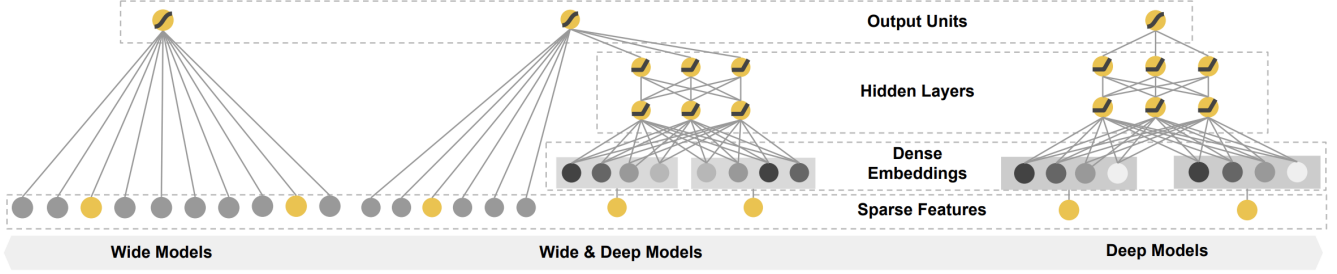 Output Units
Hidden Layers
Dense
Embeddings
Sparse Features
Wide Models
Wide & Deep Models
Deep Models